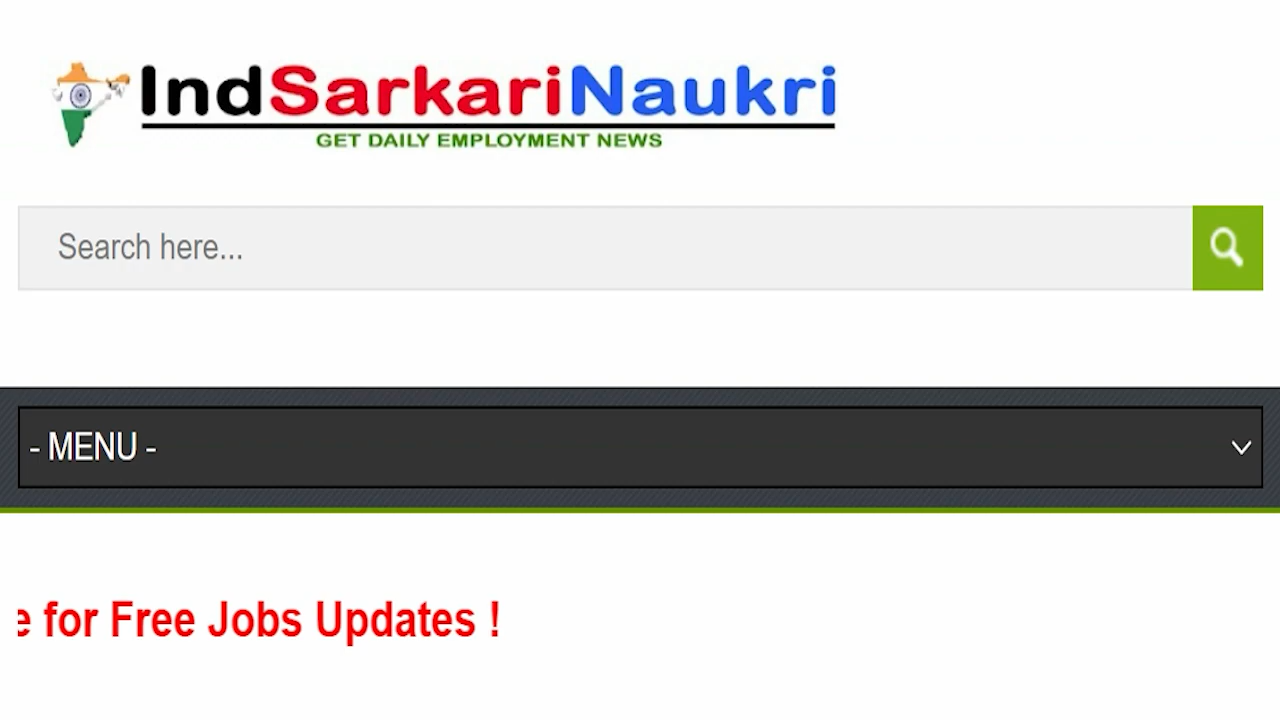 IndSarkariNaukri
GET DAILY EMPLOYMENT NEWS
Search here...
- MENU -
e for Free Jobs Updates !